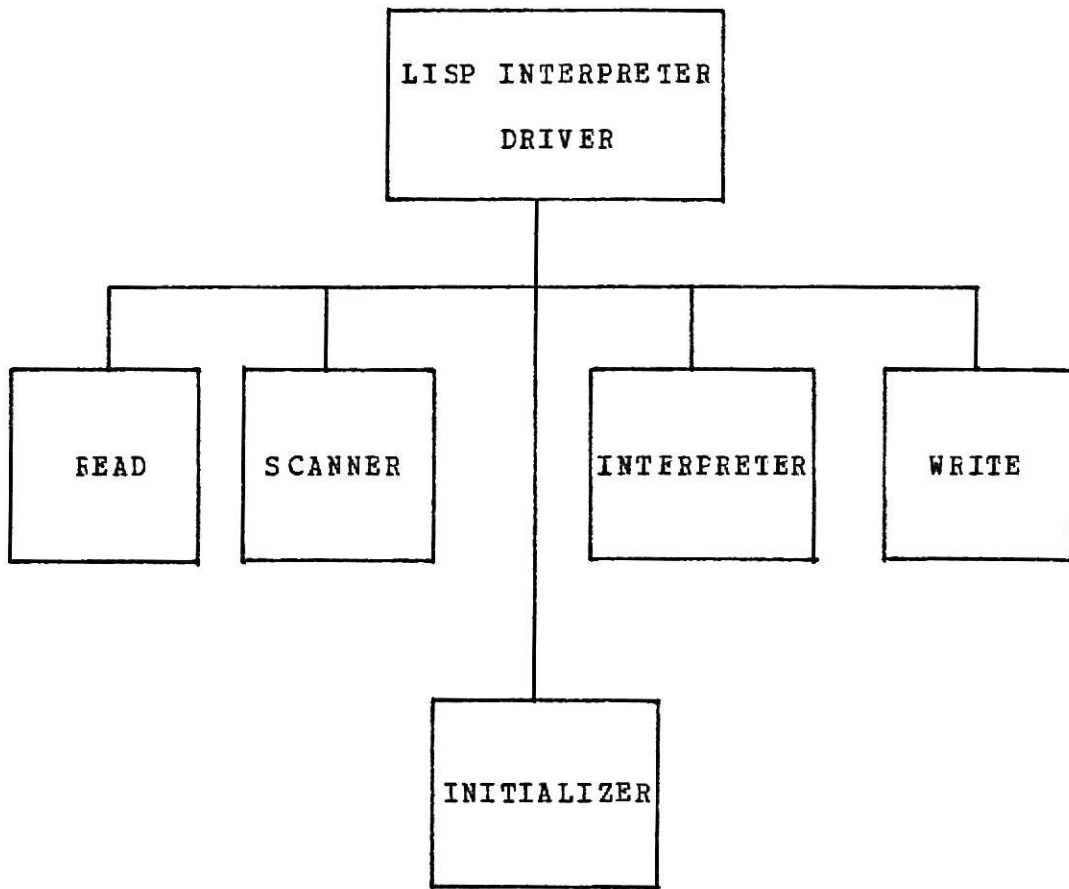 LISP INTERPRETER
DRIVER
READ
SCANNER
INTERPRETER
WRITE
INITIALIZER